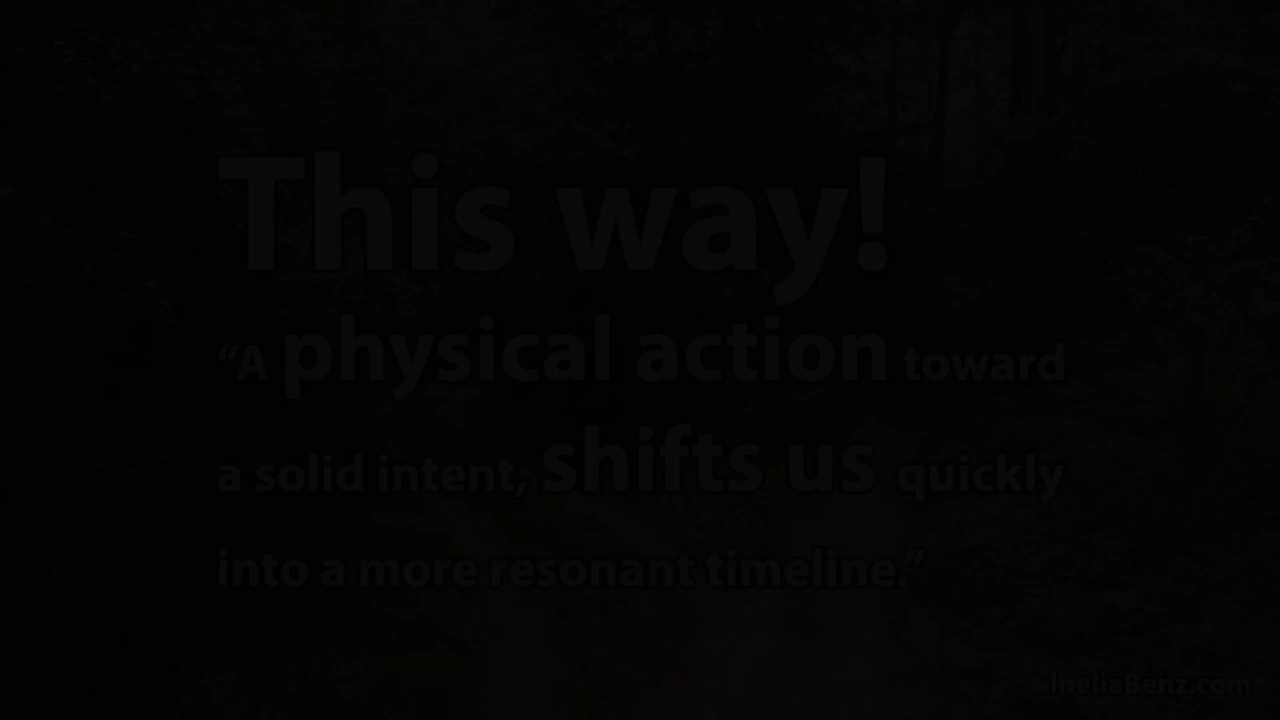 This way!
“A physical action toward
a solid intent, shifts us quickly
into a more resonant timeline.”
IneliaBenz.com